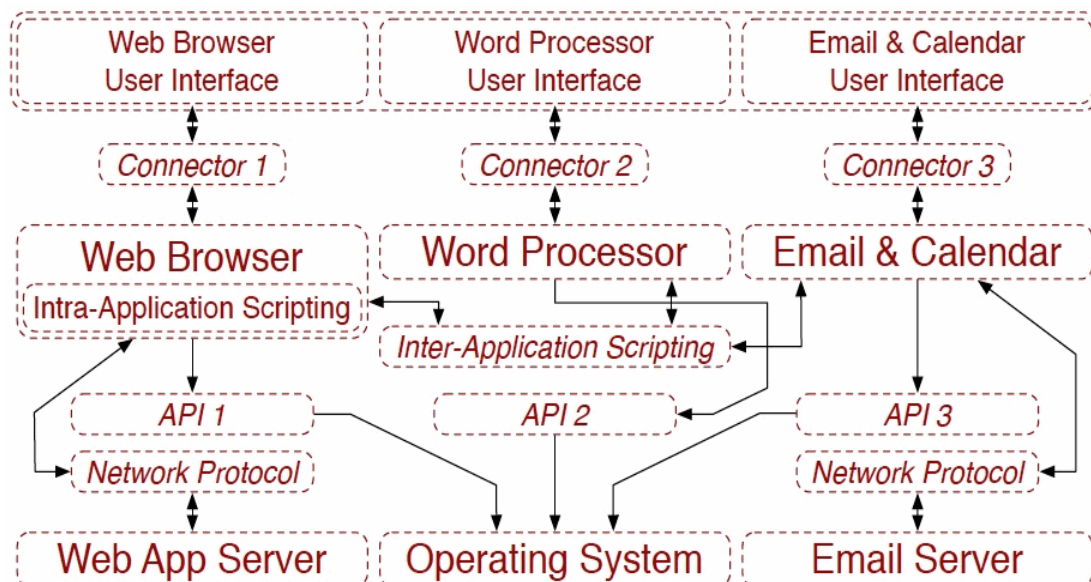 Web Browser
User Interface
Word Processor
User Interface
Email & Calendar
User Interface
Connector 1
Connector 2
Connector 3
Web Browser
Word Processor
Email & Calendar
Intra-Application Scripting
Inter-Application Scripting
API 1
API 2
API 3
Network Protocol
Network Protocol
Web App Server
Operating System
Email Server